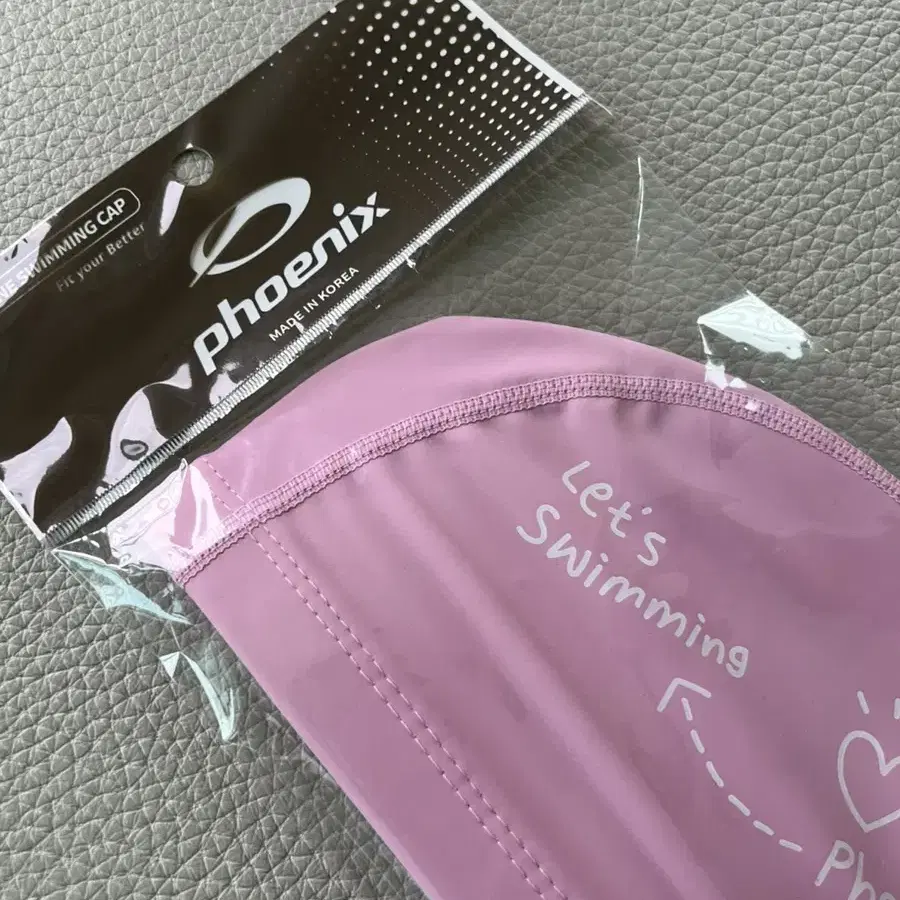 SWIMMING CAP
Fit your Better
phoenix
MADE IN KOREA
Let's
Swimming